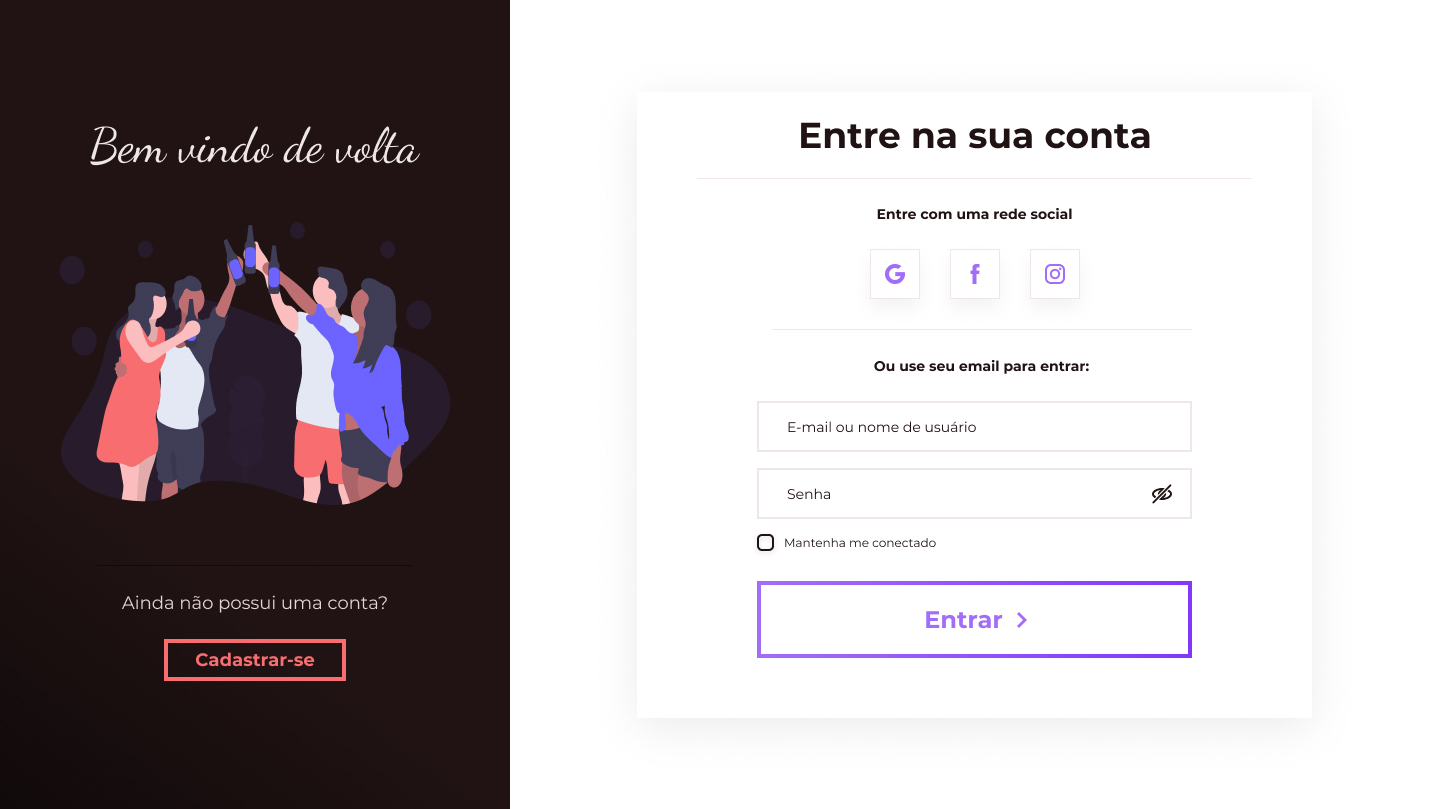 Bem vindo de volta
Ainda não possui uma conta?
Cadastrar-se
Entre na sua conta
Entre com uma rede social
Ou use seu email para entrar:
E-mail ou nome de usuário
Senha
Mantenha me conectado
Entrar